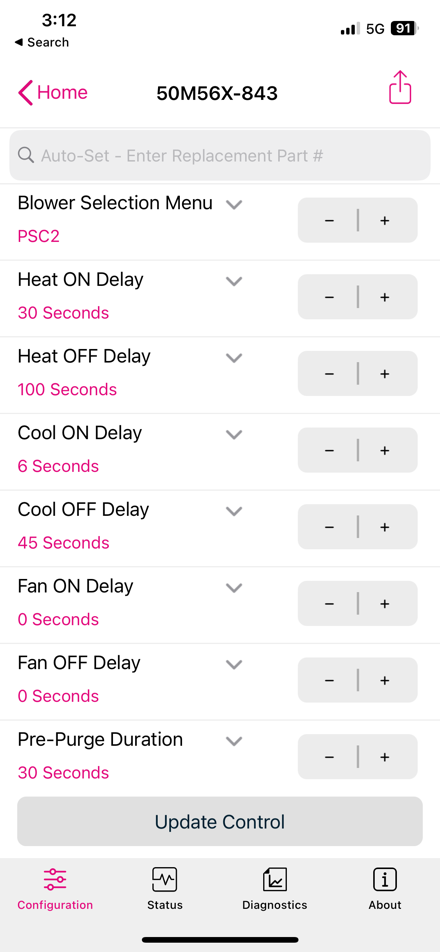 3:12
5G 91
◀ Search
Home
50M56X-843
Auto-Set - Enter Replacement Part #
Blower Selection Menu
PSC2
− +
Heat ON Delay
30 Seconds
− +
Heat OFF Delay
100 Seconds
− +
Cool ON Delay
6 Seconds
− +
Cool OFF Delay
45 Seconds
− +
Fan ON Delay
0 Seconds
− +
Fan OFF Delay
0 Seconds
− +
Pre-Purge Duration
30 Seconds
− +
Update Control
Configuration
Status
Diagnostics
About